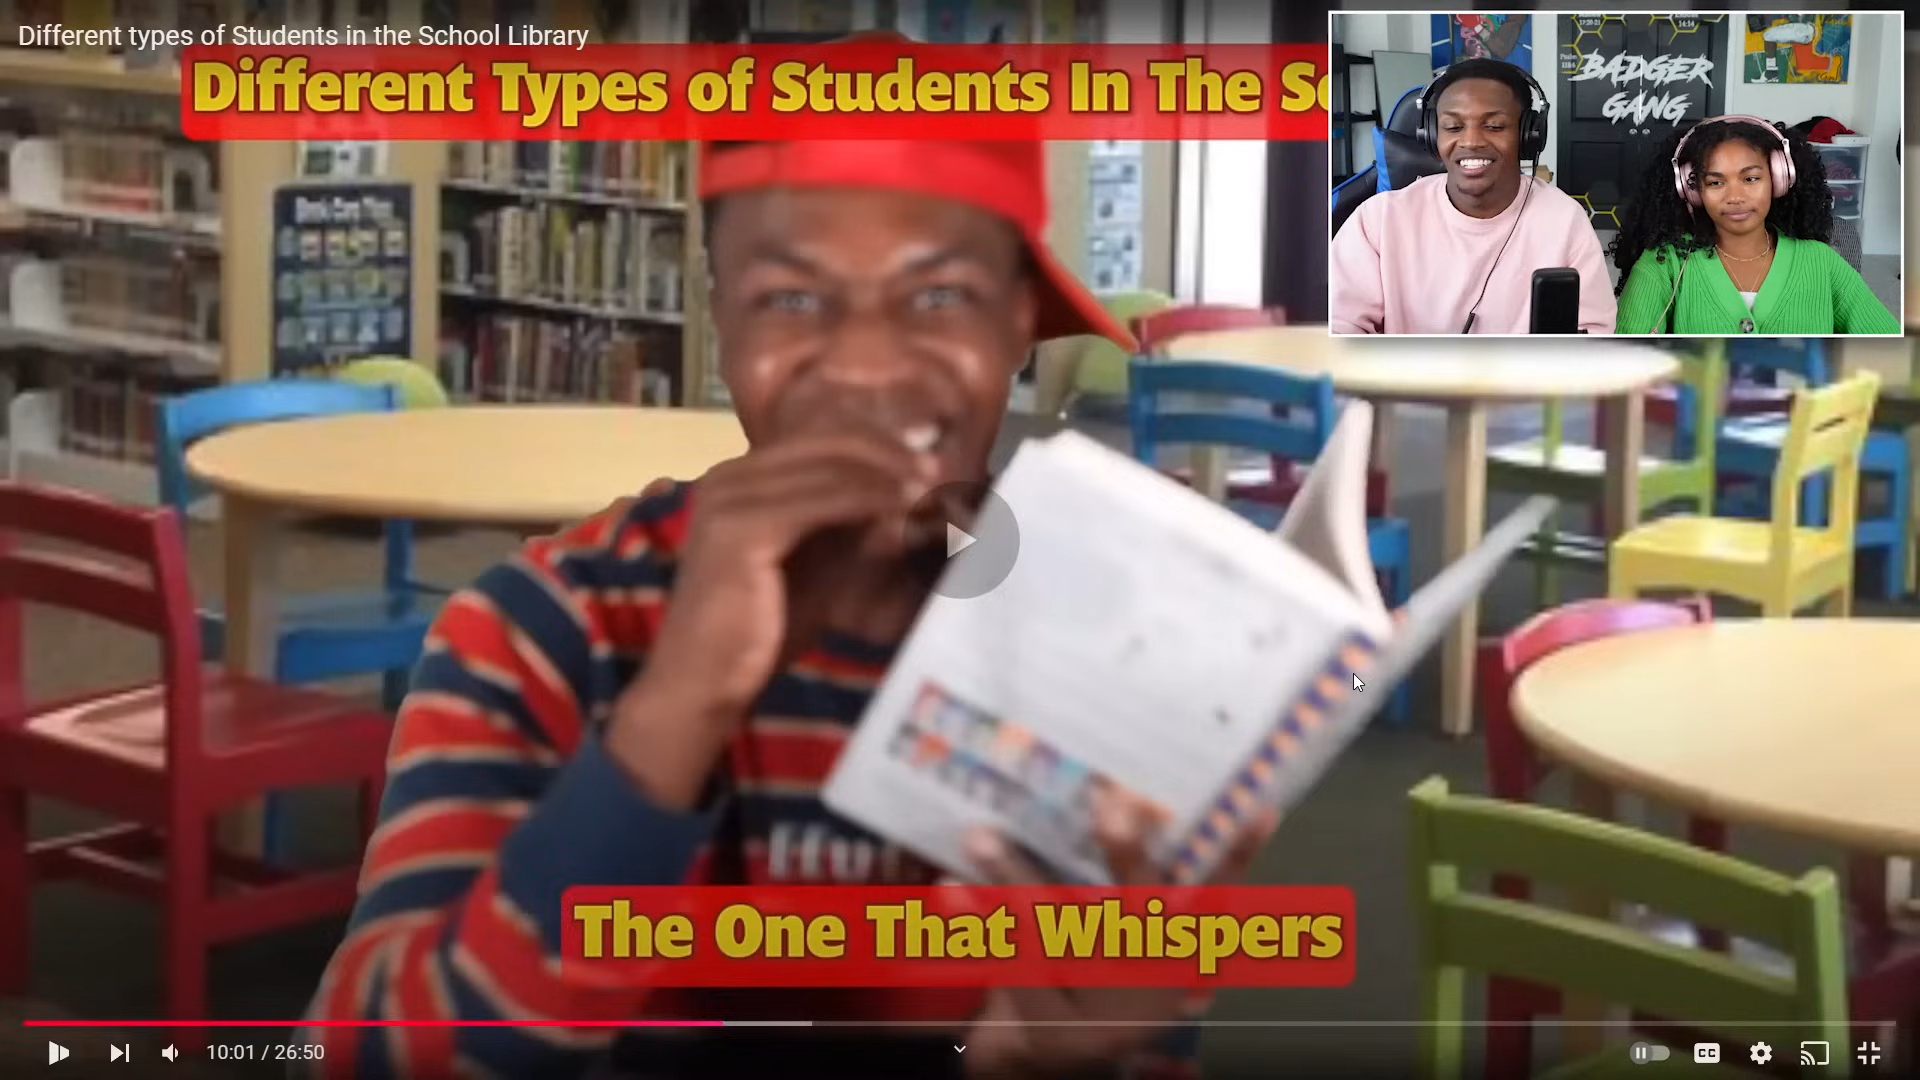 Different types of Students in the School Library
Different Types of Students In The Sc
BADGER
GANG
The One That Whispers
10:01 / 26:50
CC